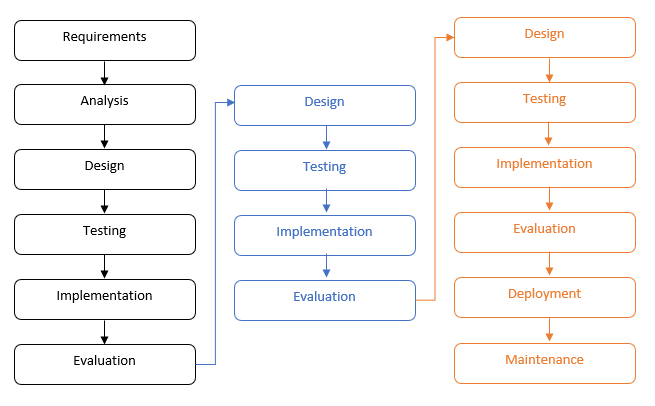 Requirements
Analysis
Design
Testing
Implementation
Evaluation
Design
Testing
Implementation
Evaluation
Design
Testing
Implementation
Evaluation
Deployment
Maintenance